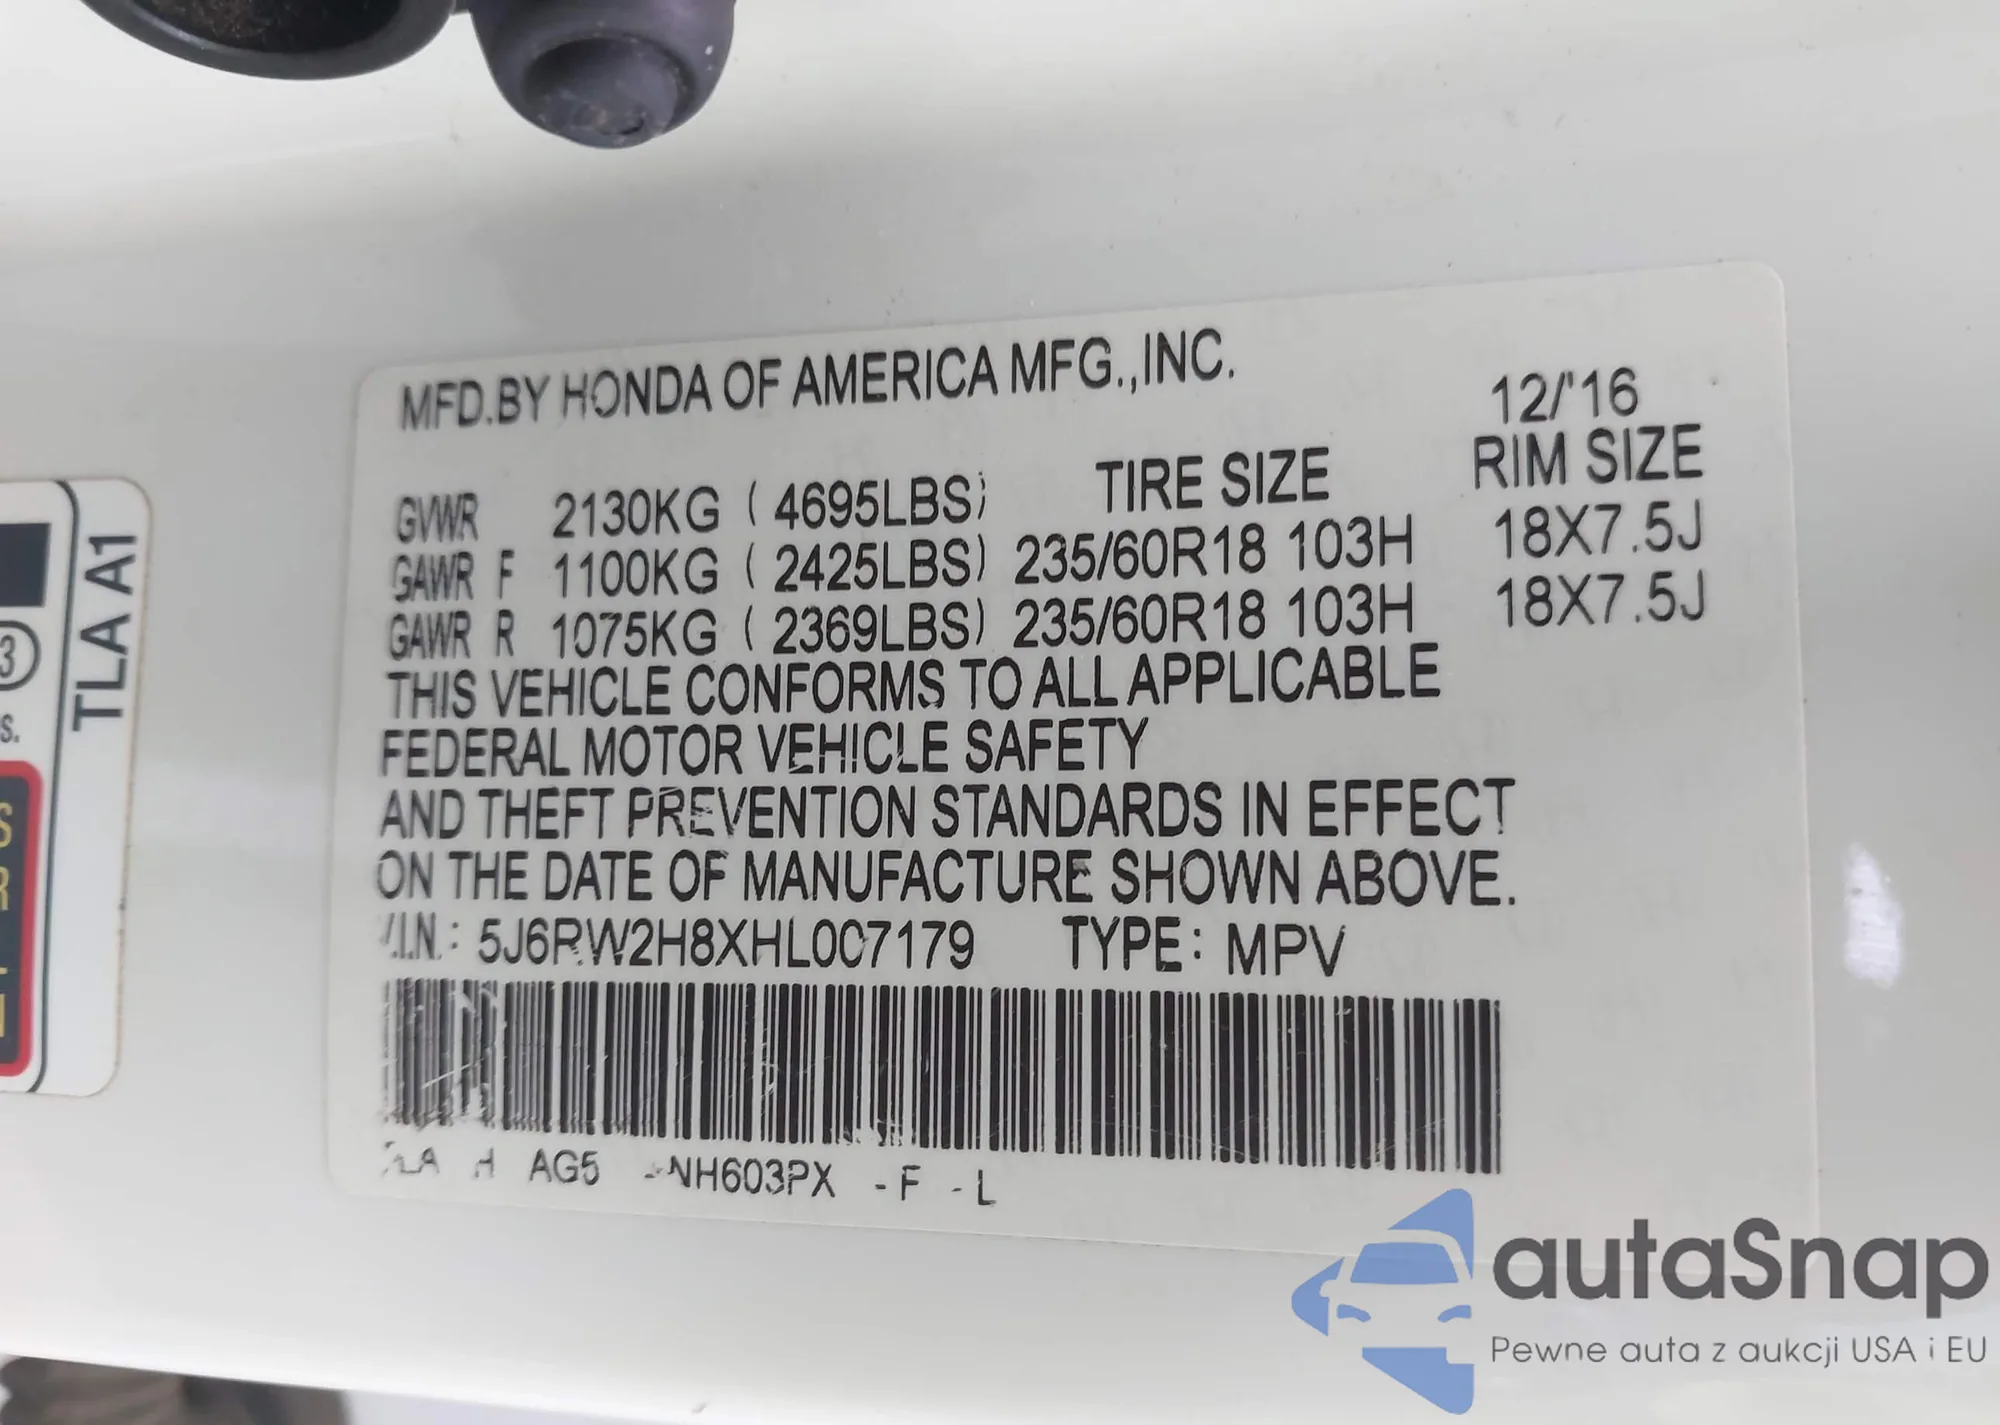 MFD.BY HONDA OF AMERICA MFG.,INC.
12/'16
GVWR 2130KG ( 4695LBS) TIRE SIZE RIM SIZE
GAWR F 1100KG ( 2425LBS) 235/60R18 103H 18X7.5J
GAWR R 1075KG ( 2369LBS) 235/60R18 103H 18X7.5J
THIS VEHICLE CONFORMS TO ALL APPLICABLE
FEDERAL MOTOR VEHICLE SAFETY
AND THEFT PREVENTION STANDARDS IN EFFECT
ON THE DATE OF MANUFACTURE SHOWN ABOVE.
V.I.N.: 5J6RW2H8XHL007179 TYPE: MPV
AG5 -NH603PX -F -L
TLA A1
3
autaSnap
Pewne auta z aukcji USA i EU